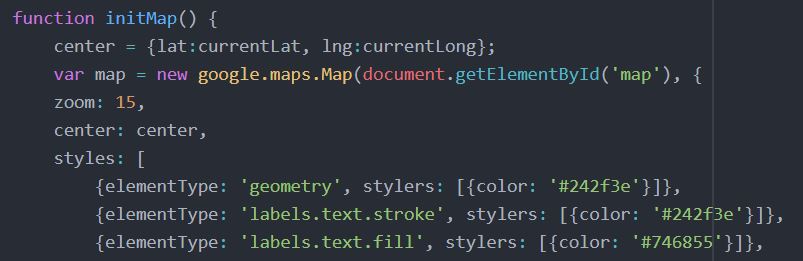 function initMap() {
center = {lat:currentLat, lng:currentLong};
var map = new google.maps.Map(document.getElementById('map'), {
zoom: 15,
center: center,
styles: [
{elementType: 'geometry', stylers: [{color: '#242f3e'}]},
{elementType: 'labels.text.stroke', stylers: [{color: '#242f3e'}]},
{elementType: 'labels.text.fill', stylers: [{color: '#746855'}]},